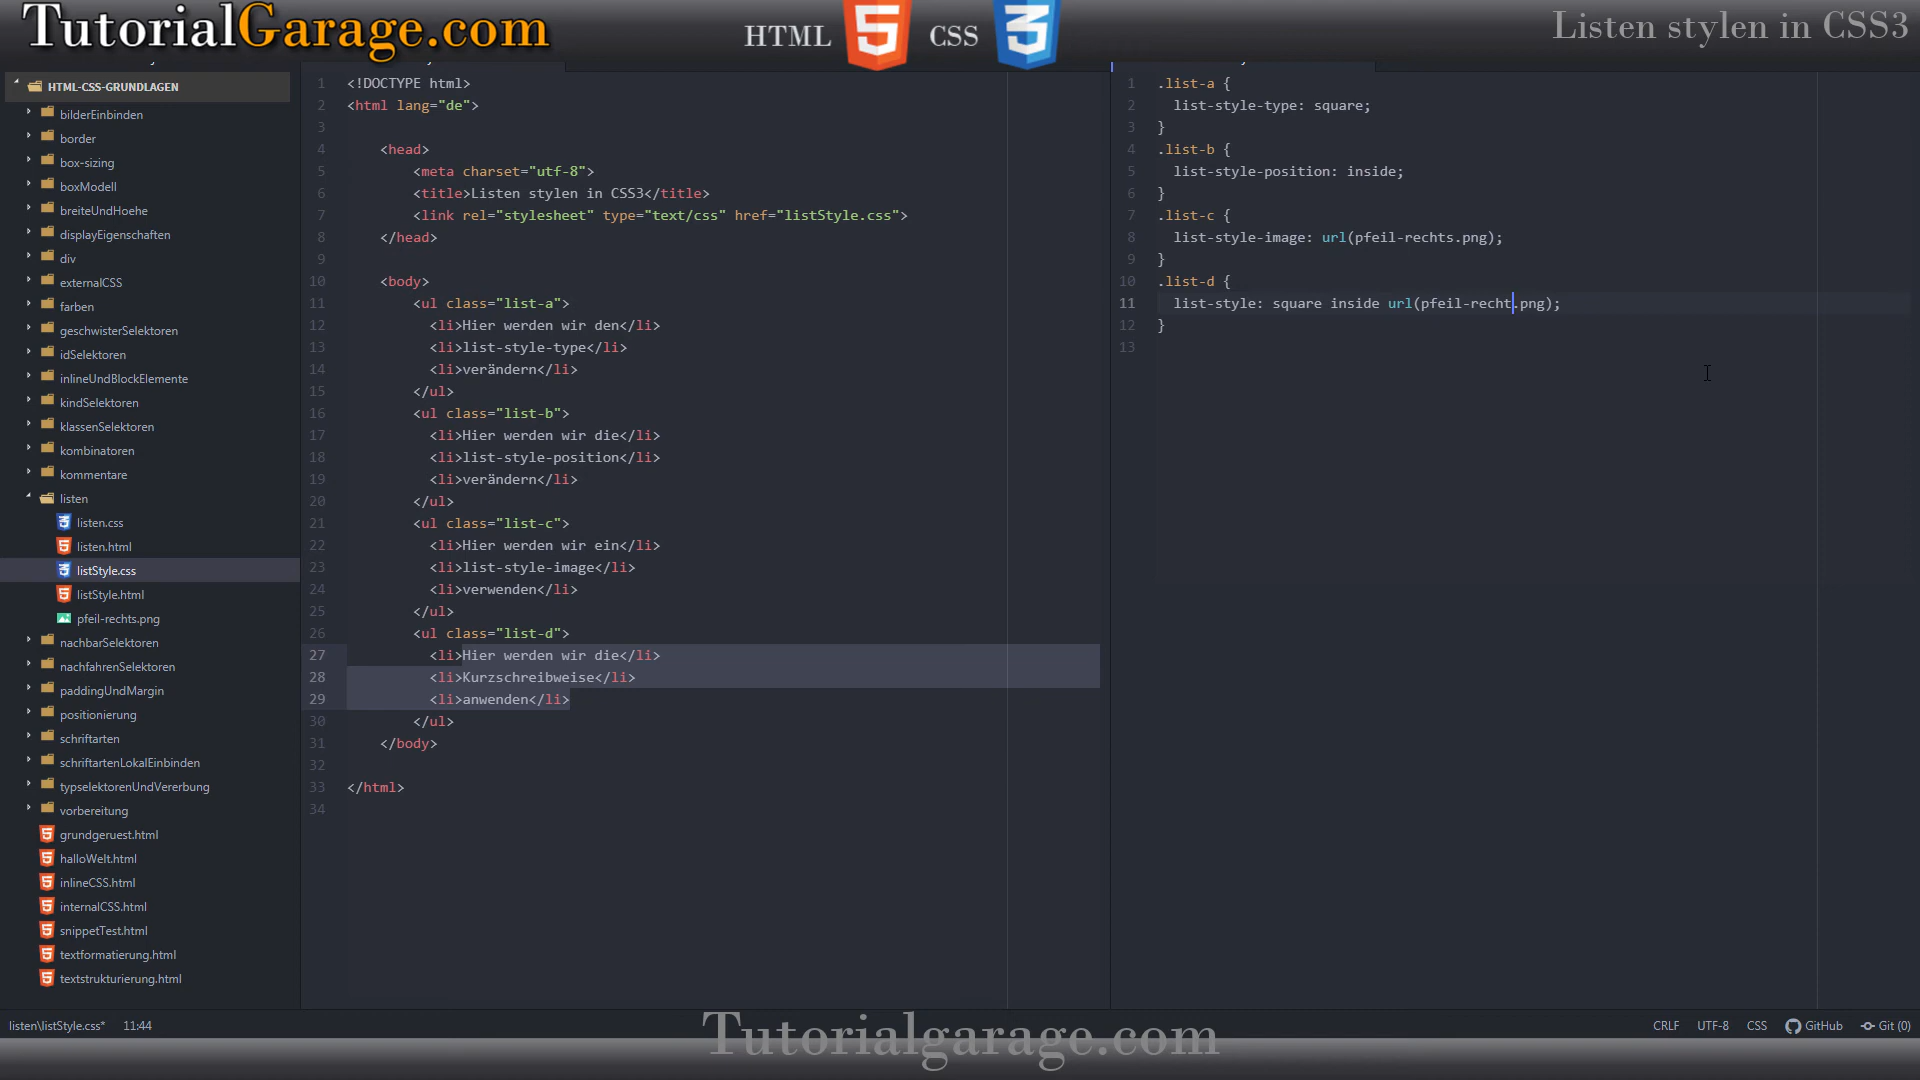 TutorialGarage.com
HTML 5 CSS 3
Listen stylen in CSS3
HTML-CSS-GRUNDLAGEN
bilderEinbinden
border
box-sizing
boxModell
breiteUndHoehe
displayEigenschaften
div
externalCSS
farben
geschwisterSelektoren
idSelektoren
inlineUndBlockElemente
kindSelektoren
klassenSelektoren
kombinatoren
kommentare
listen
listen.css
listen.html
listStyle.css
listStyle.html
pfeil-rechts.png
nachbarSelektoren
nachfahrenSelektoren
paddingUndMargin
positionierung
schriftarten
schriftartenLokalEinbinden
typselektorenUndVererbung
vorbereitung
grundgeruest.html
halloWelt.html
inlineCSS.html
internalCSS.html
snippetTest.html
textformatierung.html
textstrukturierung.html
1 <!DOCTYPE html>
2 <html lang="de">
3
4 <head>
5 <meta charset="utf-8">
6 <title>Listen stylen in CSS3</title>
7 <link rel="stylesheet" type="text/css" href="listStyle.css">
8 </head>
9
10 <body>
11 <ul class="list-a">
12 <li>Hier werden wir den</li>
13 <li>list-style-type</li>
14 <li>verändern</li>
15 </ul>
16 <ul class="list-b">
17 <li>Hier werden wir die</li>
18 <li>list-style-position</li>
19 <li>verändern</li>
20 </ul>
21 <ul class="list-c">
22 <li>Hier werden wir ein</li>
23 <li>list-style-image</li>
24 <li>verwenden</li>
25 </ul>
26 <ul class="list-d">
27 <li>Hier werden wir die</li>
28 <li>Kurzschreibweise</li>
29 <li>anwenden</li>
30 </ul>
31 </body>
32
33 </html>
34
1 .list-a {
2 list-style-type: square;
3 }
4 .list-b {
5 list-style-position: inside;
6 }
7 .list-c {
8 list-style-image: url(pfeil-rechts.png);
9 }
10 .list-d {
11 list-style: square inside url(pfeil-recht.png);
12 }
13
listen\listStyle.css* 11:44
CRLF UTF-8 CSS GitHub Git (0)
Tutorialgarage.com